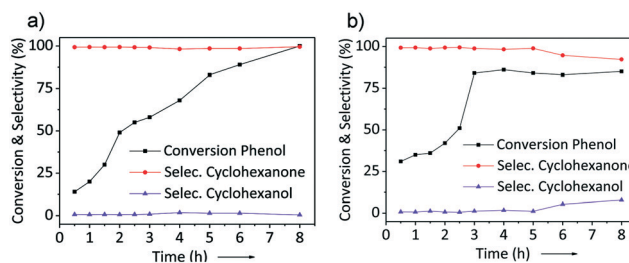 a)
Conversion & Selectivity (%)
100
75
50
25
0
Conversion Phenol
Selec. Cyclohexanone
Selec. Cyclohexanol
0 1 2 3 4 5 6 7 8
Time (h)
b)
Conversion & Selectivity (%)
100
75
50
25
0
Conversion Phenol
Selec. Cyclohexanone
Selec. Cyclohexanol
0 1 2 3 4 5 6 7 8
Time (h)